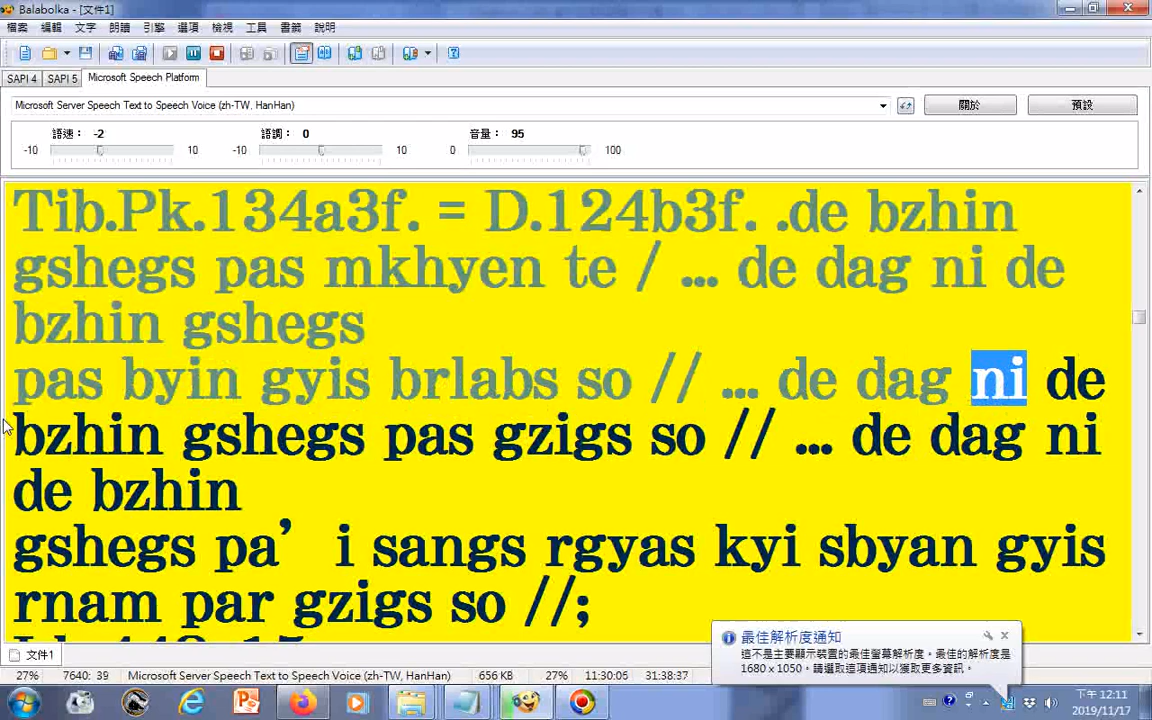 Balabolka - [文件1]
檔案 編輯 文字 朗讀 引擎 選項 檢視 工具 書籤 說明
SAPI 4 SAPI 5 Microsoft Speech Platform
Microsoft Server Speech Text to Speech Voice (zh-TW, HanHan) 關於 預設
語速： -2 語調： 0 音量： 95
-10 10 -10 10 0 100
Tib.Pk.134a3f. = D.124b3f. .de bzhin
gshegs pas mkhyen te / ... de dag ni de
bzhin gshegs
pas byin gyis brlabs so // ... de dag ni de
bzhin gshegs pas gzigs so // ... de dag ni
de bzhin
gshegs pa’ i sangs rgyas kyi sbyan gyis
rnam par gzigs so //;
最佳解析度通知
這不是主要顯示裝置的最佳螢幕解析度。最佳的解析度是
1680 x 1050。請選取這項通知以獲取更多資訊。
文件1
27% 7640: 39 Microsoft Server Speech Text to Speech Voice (zh-TW, HanHan) 656 KB 27% 11:30:05 31:38:37
下午 12:11
2019/11/17